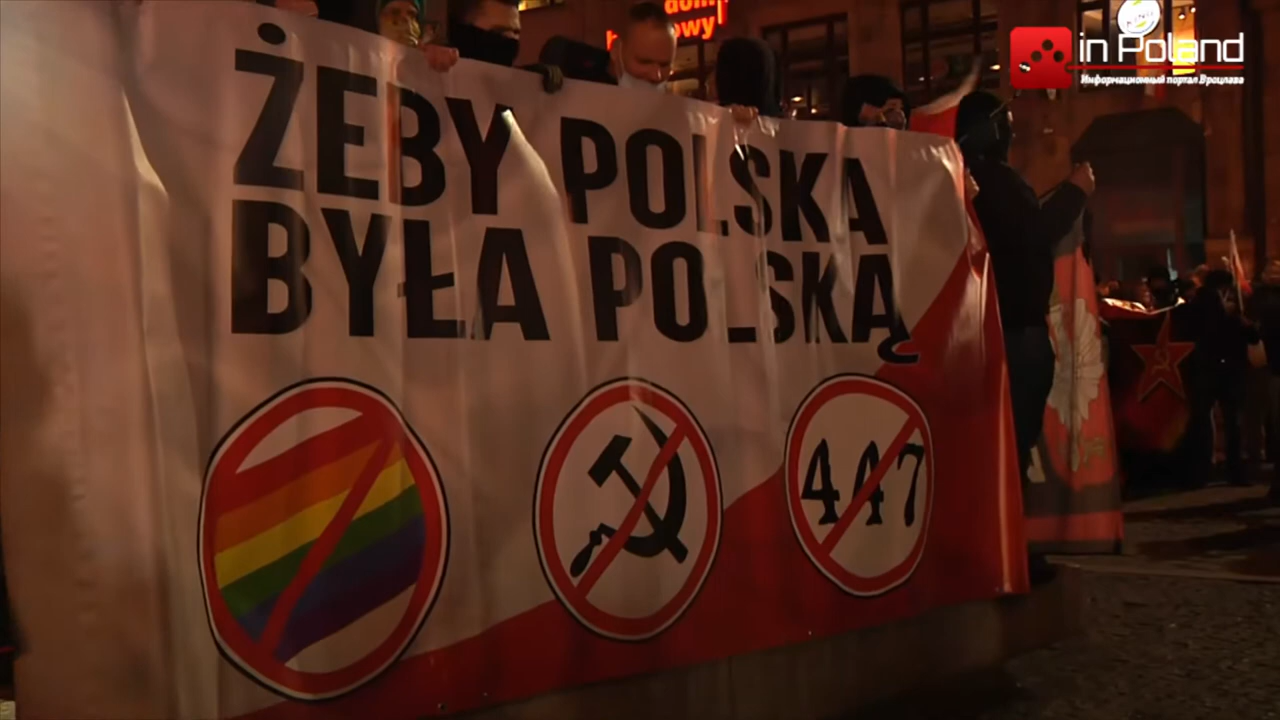 ŻEBY POLSKA
BYŁA POLSKĄ
447
in Poland
Информационный портал Вроцлава